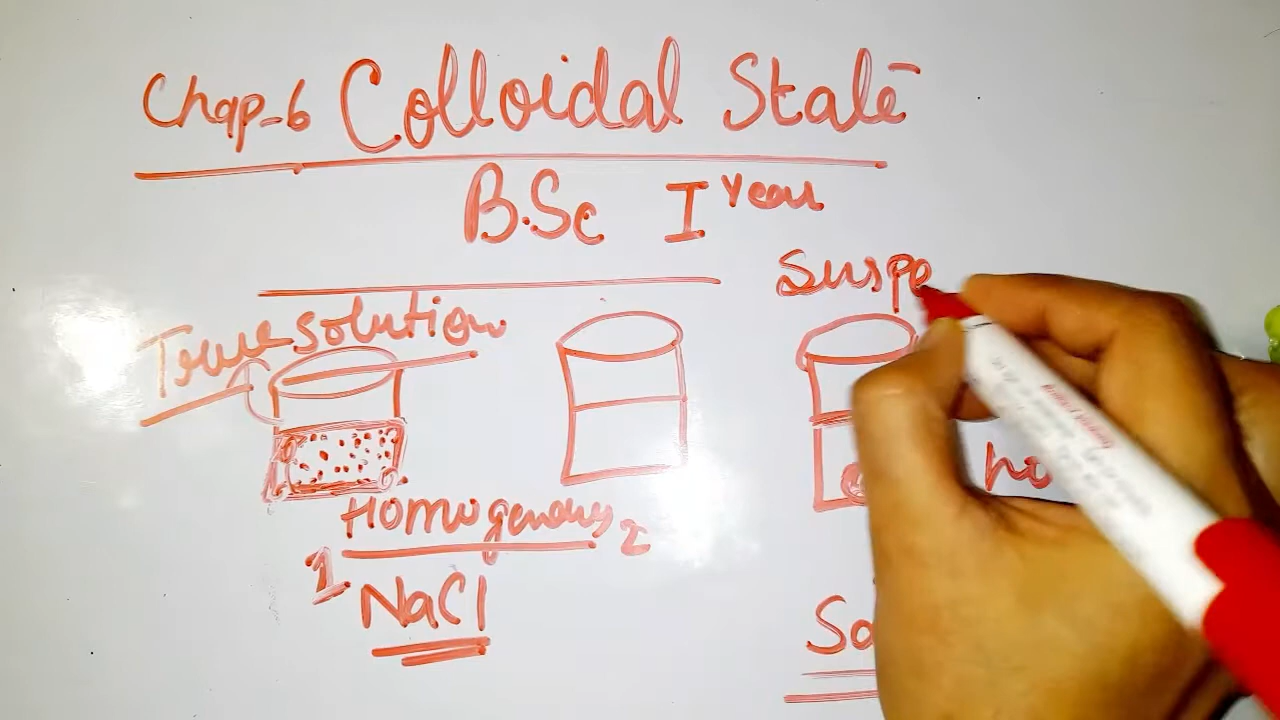 Chap-6 Colloidal State
B.Sc I Year
True solution
Suspe
Homogenous
2
1
NaCl